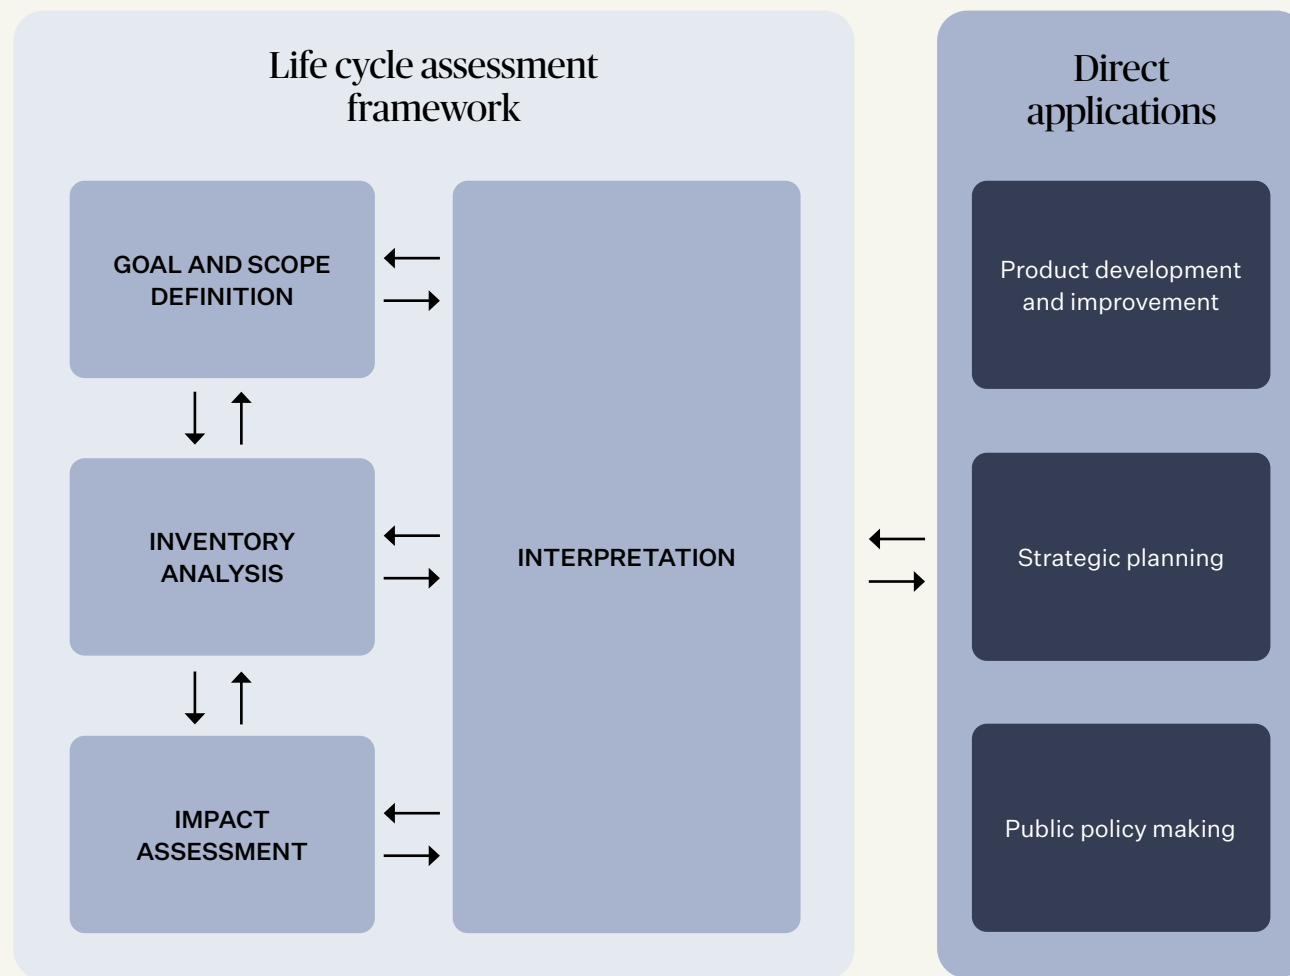 Life cycle assessment
framework
GOAL AND SCOPE
DEFINITION
INVENTORY
ANALYSIS
IMPACT
ASSESSMENT
INTERPRETATION
Direct
applications
Product development
and improvement
Strategic planning
Public policy making